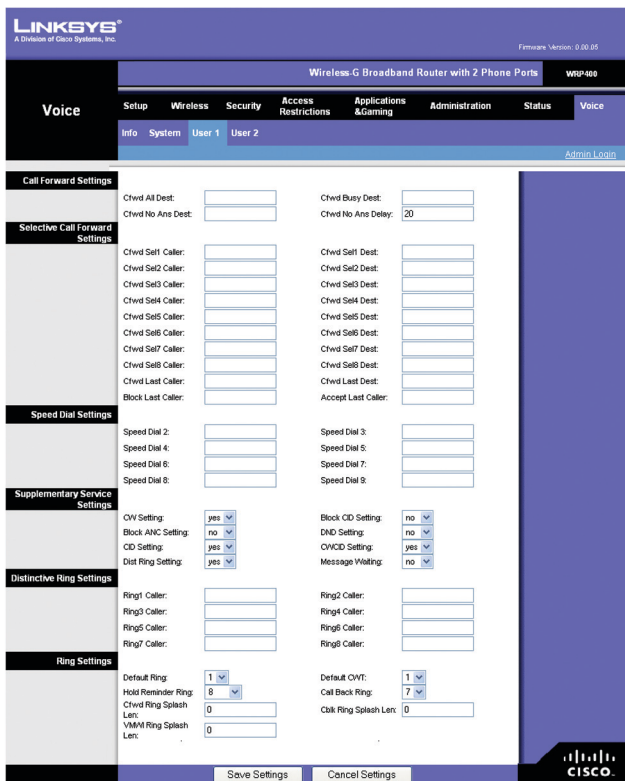 LINKSYS®
A Division of Cisco Systems, Inc.
Firmware Version: 0.00.05
Wireless-G Broadband Router with 2 Phone Ports WRP400
Voice
Setup Wireless Security Access Restrictions Applications &Gaming Administration Status Voice
Info System User 1 User 2
Admin Login
Call Forward Settings
Cfwd All Dest: Cfwd Busy Dest:
Cfwd No Ans Dest: Cfwd No Ans Delay: 20
Selective Call Forward Settings
Cfwd Sel1 Caller: Cfwd Sel1 Dest:
Cfwd Sel2 Caller: Cfwd Sel2 Dest:
Cfwd Sel3 Caller: Cfwd Sel3 Dest:
Cfwd Sel4 Caller: Cfwd Sel4 Dest:
Cfwd Sel5 Caller: Cfwd Sel5 Dest:
Cfwd Sel6 Caller: Cfwd Sel6 Dest:
Cfwd Sel7 Caller: Cfwd Sel7 Dest:
Cfwd Sel8 Caller: Cfwd Sel8 Dest:
Cfwd Last Caller: Cfwd Last Dest:
Block Last Caller: Accept Last Caller:
Speed Dial Settings
Speed Dial 2: Speed Dial 3:
Speed Dial 4: Speed Dial 5:
Speed Dial 6: Speed Dial 7:
Speed Dial 8: Speed Dial 9:
Supplementary Service Settings
CW Setting: yes Block CID Setting: no
Block ANC Setting: no DND Setting: no
CID Setting: yes CWCID Setting: yes
Dist Ring Setting: yes Message Waiting: no
Distinctive Ring Settings
Ring1 Caller: Ring2 Caller:
Ring3 Caller: Ring4 Caller:
Ring5 Caller: Ring6 Caller:
Ring7 Caller: Ring8 Caller:
Ring Settings
Default Ring: 1 Default CWT: 1
Hold Reminder Ring: 8 Call Back Ring: 7
Cfwd Ring Splash Len: 0 Cblk Ring Splash Len: 0
VMWI Ring Splash Len: 0
Save Settings Cancel Settings
CISCO